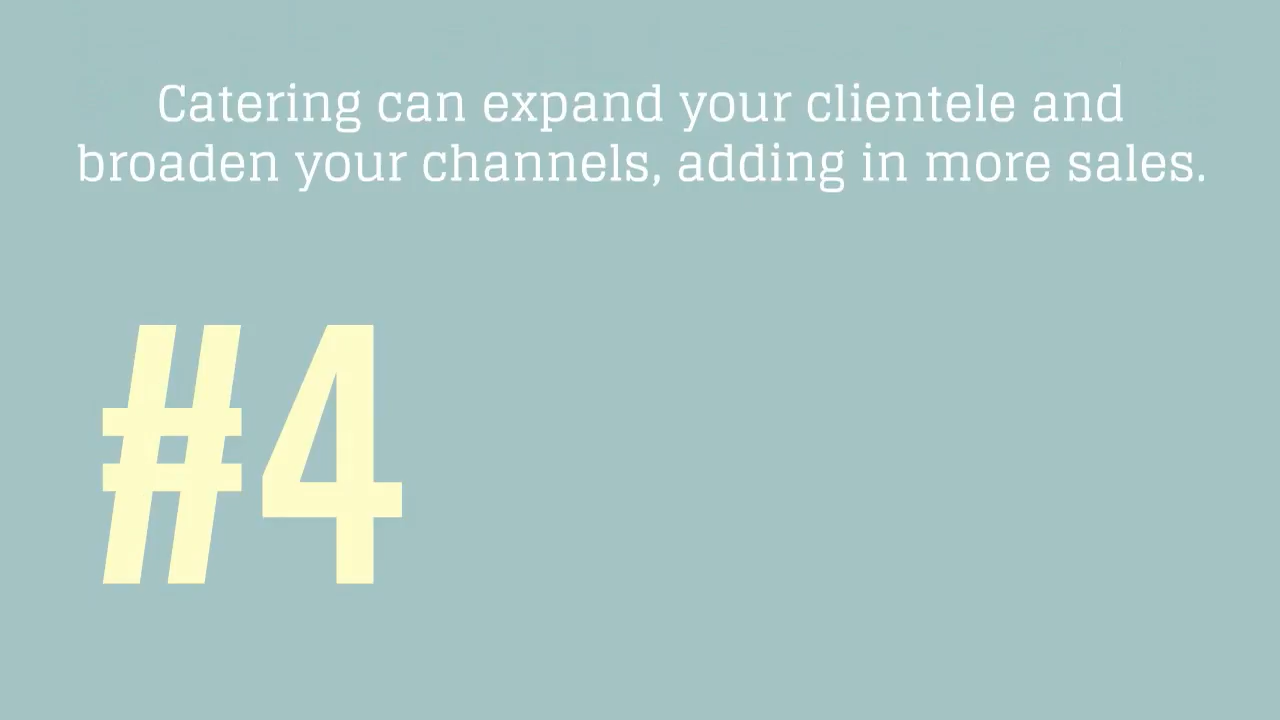 Catering can expand your clientele and
broaden your channels, adding in more sales.
#4